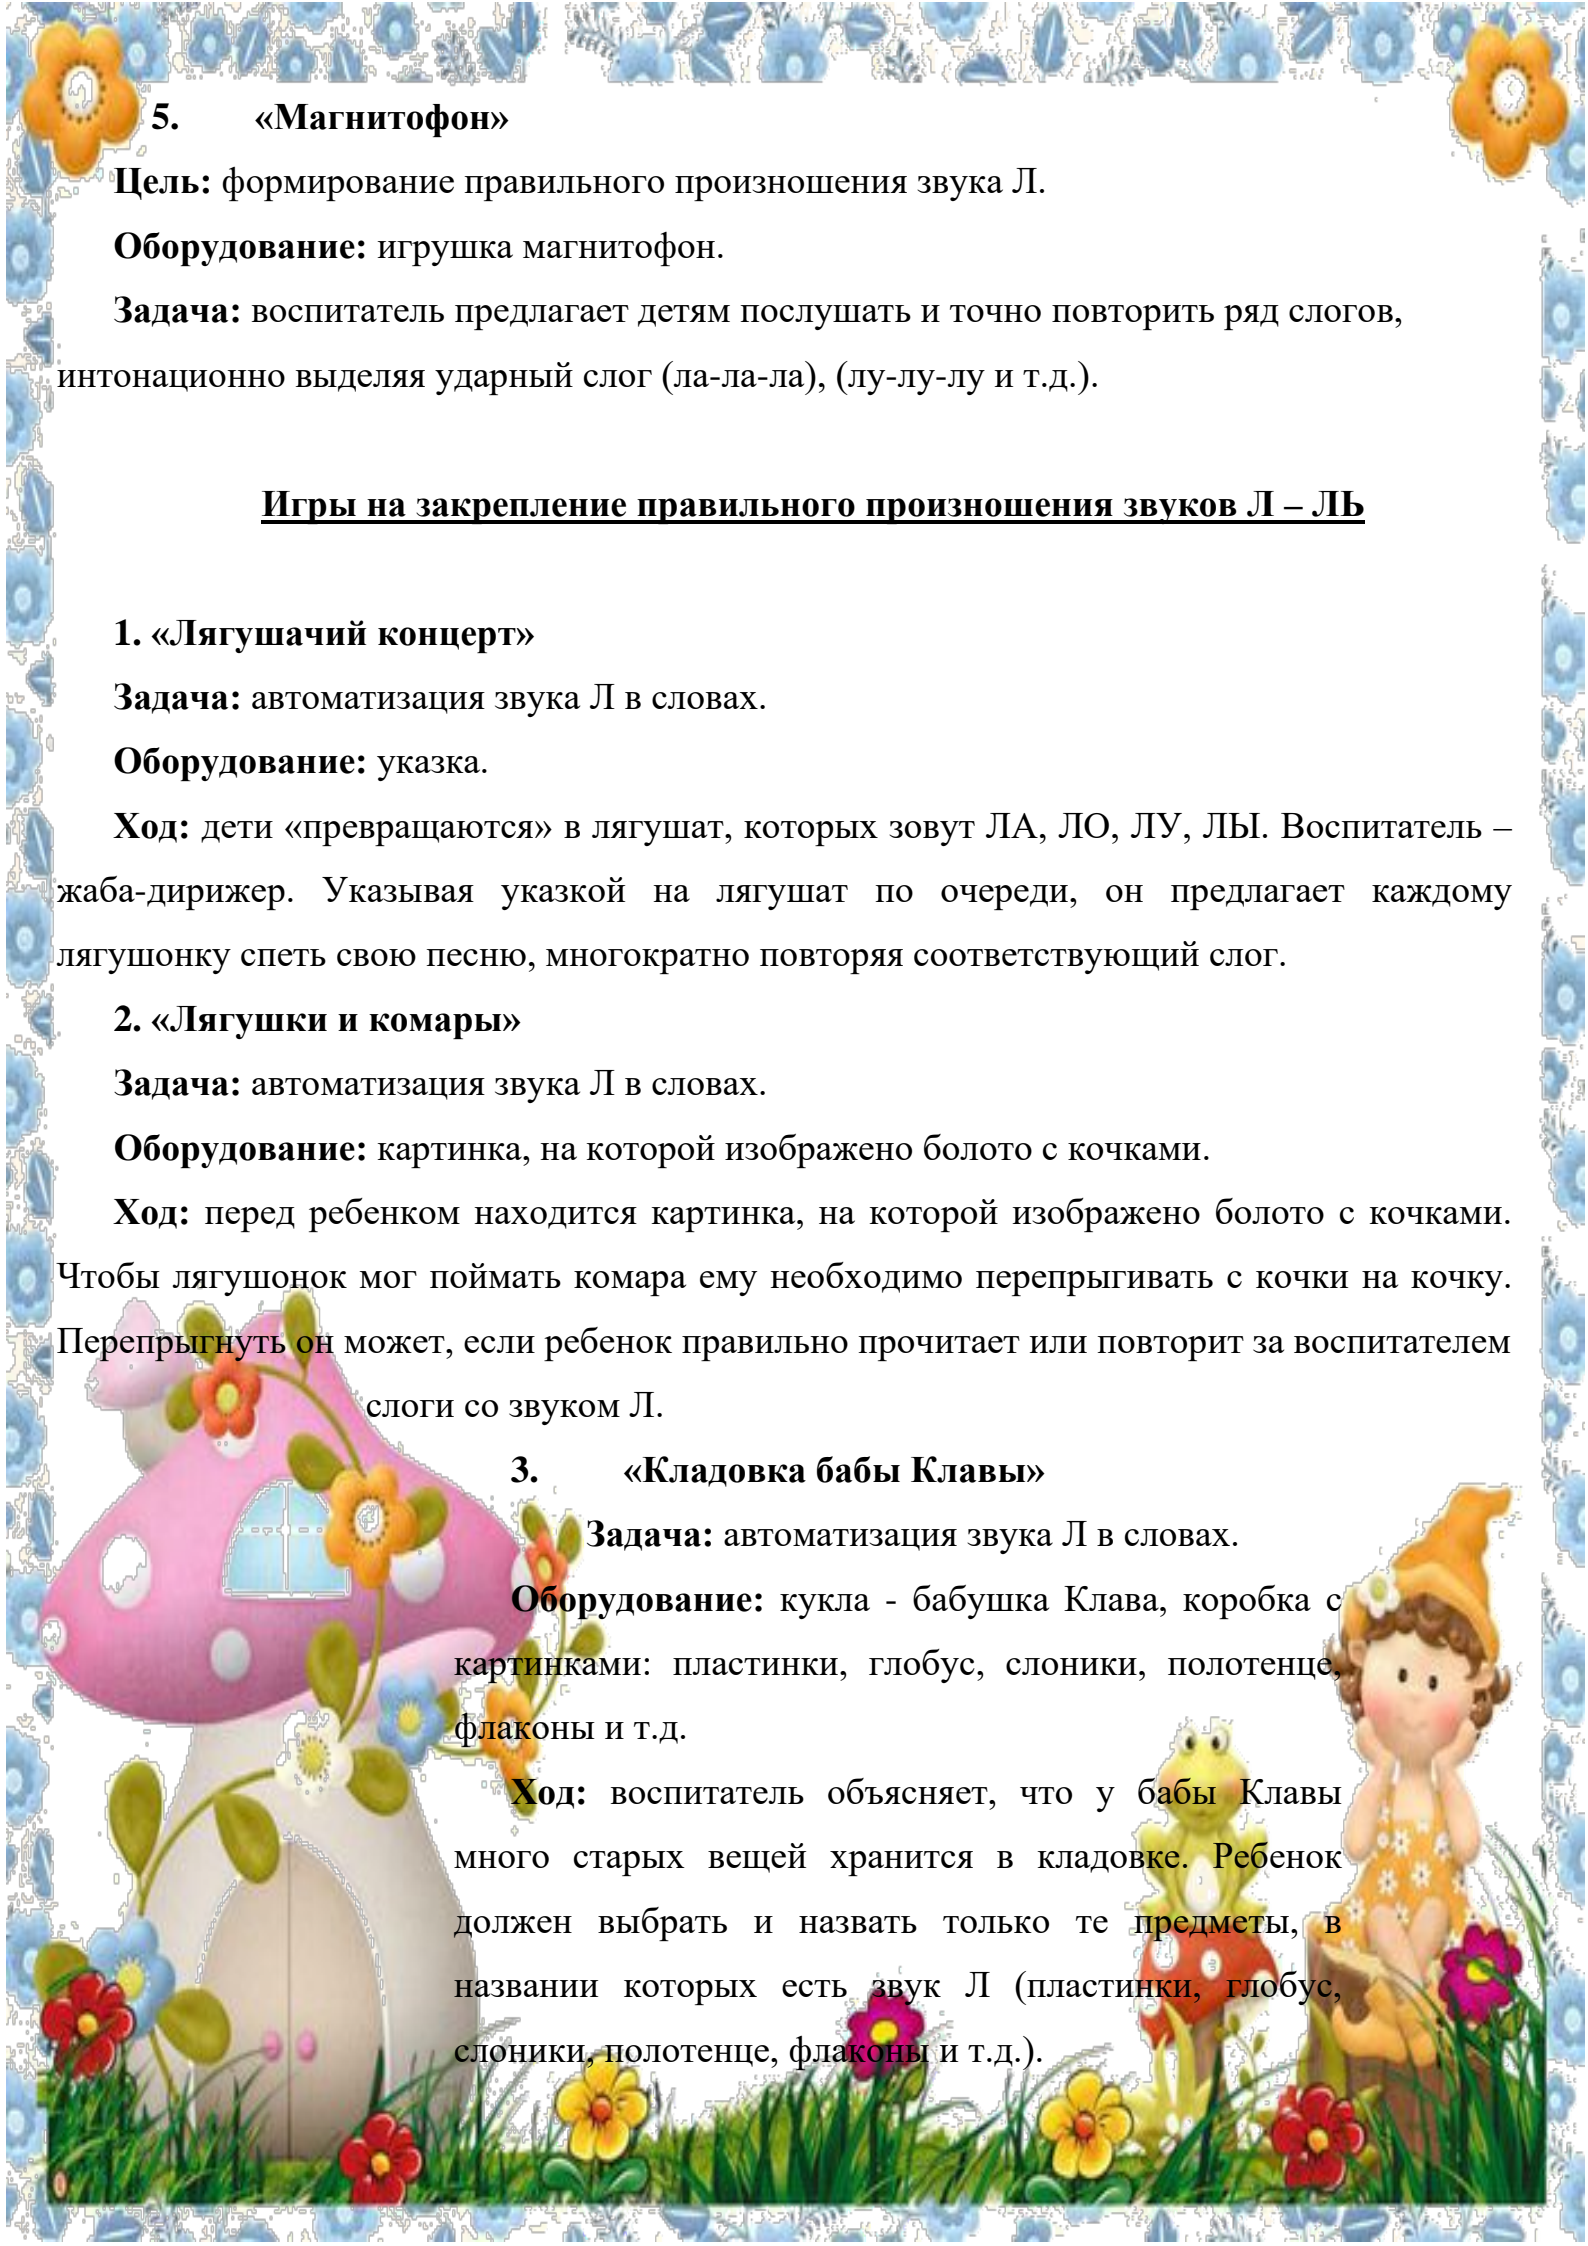 5. «Магнитофон»
Цель: формирование правильного произношения звука Л.
Оборудование: игрушка магнитофон.
Задача: воспитатель предлагает детям послушать и точно повторить ряд слогов,
интонационно выделяя ударный слог (ла-ла-ла), (лу-лу-лу и т.д.).
Игры на закрепление правильного произношения звуков Л – ЛЬ
1. «Лягушачий концерт»
Задача: автоматизация звука Л в словах.
Оборудование: указка.
Ход: дети «превращаются» в лягушат, которых зовут ЛА, ЛО, ЛУ, ЛЫ. Воспитатель –
жаба-дирижер. Указывая указкой на лягушат по очереди, он предлагает каждому
лягушонку спеть свою песню, многократно повторяя соответствующий слог.
2. «Лягушки и комары»
Задача: автоматизация звука Л в словах.
Оборудование: картинка, на которой изображено болото с кочками.
Ход: перед ребенком находится картинка, на которой изображено болото с кочками.
Чтобы лягушонок мог поймать комара ему необходимо перепрыгивать с кочки на кочку.
Перепрыгнуть он может, если ребенок правильно прочитает или повторит за воспитателем
слоги со звуком Л.
3. «Кладовка бабы Клавы»
Задача: автоматизация звука Л в словах.
Оборудование: кукла - бабушка Клава, коробка с
картинками: пластинки, глобус, слоники, полотенце,
флаконы и т.д.
Ход: воспитатель объясняет, что у бабы Клавы
много старых вещей хранится в кладовке. Ребенок
должен выбрать и назвать только те предметы, в
названии которых есть звук Л (пластинки, глобус,
слоники, полотенце, флаконы и т.д.).